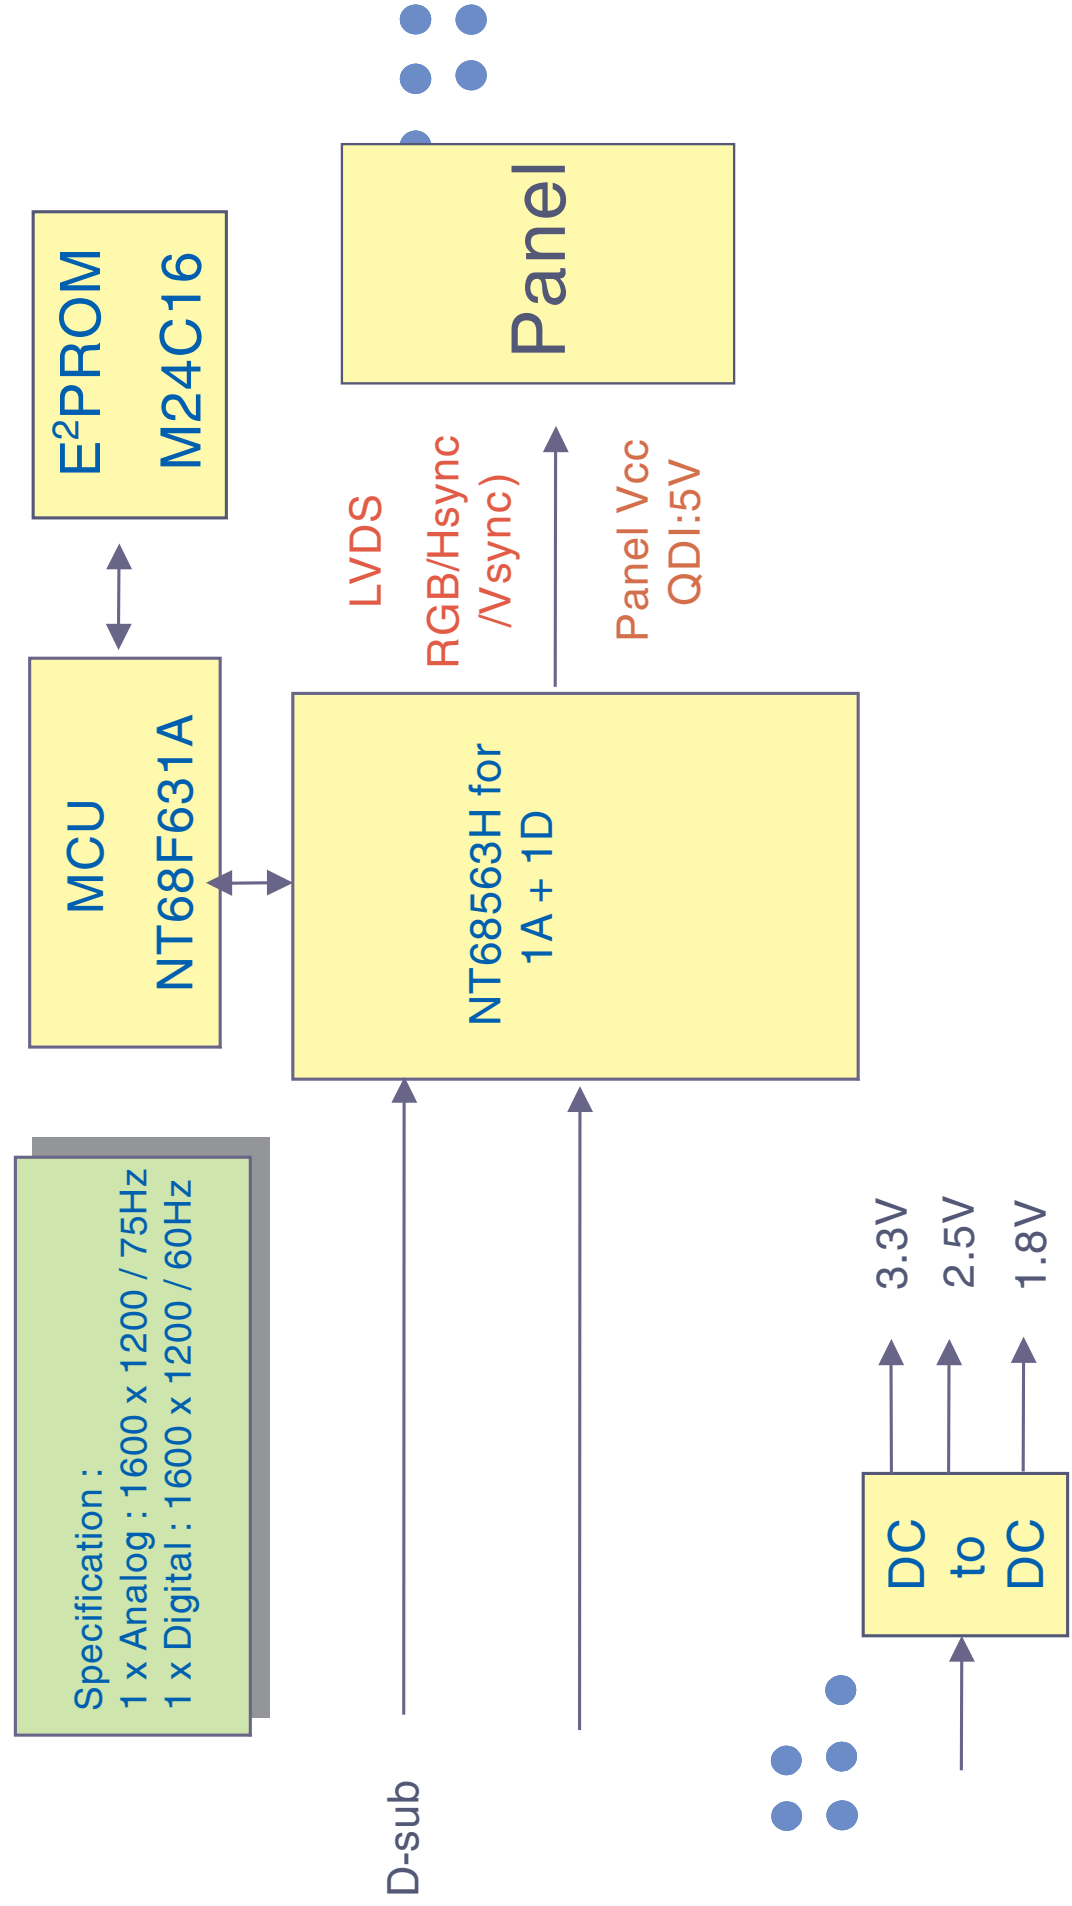 Specification :
1 x Analog : 1600 x 1200 / 75Hz
1 x Digital : 1600 x 1200 / 60Hz
MCU
NT68F631A
E²PROM
M24C16
D-sub
NT68563H for
1A + 1D
LVDS
RGB/Hsync
/Vsync)
Panel Vcc
QDI:5V
Panel
DC
to
DC
3.3V
2.5V
1.8V